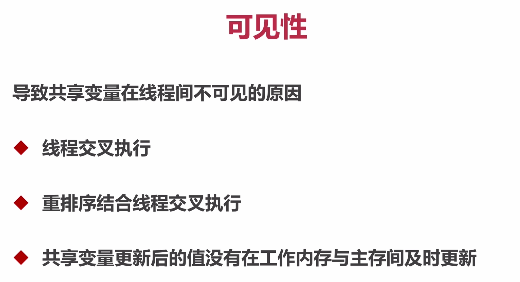 可见性
导致共享变量在线程间不可见的原因
线程交叉执行
重排序结合线程交叉执行
共享变量更新后的值没有在工作内存与主存间及时更新